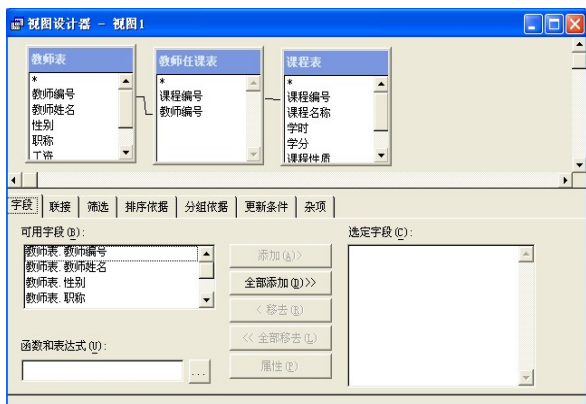 视图设计器 - 视图1
教师表
*
教师编号
教师姓名
性别
职称
工资
教师任课表
*
课程编号
教师编号
课程表
*
课程编号
课程名称
学时
学分
课程性质
字段 联接 筛选 排序依据 分组依据 更新条件 杂项
可用字段(B):
教师表.教师编号
教师表.教师姓名
教师表.性别
教师表.职称
函数和表达式(U):
...
添加(A)>
全部添加(D)>>
< 移去(R)
<< 全部移去(L)
属性(P)
选定字段(C):